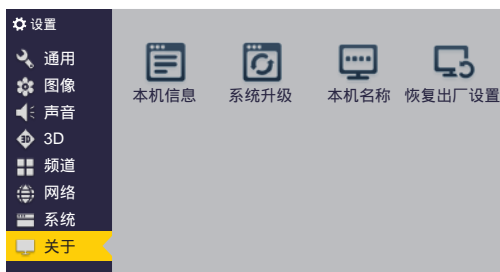 设置
通用
图像
声音
3D
频道
网络
系统
关于
本机信息 系统升级 本机名称 恢复出厂设置